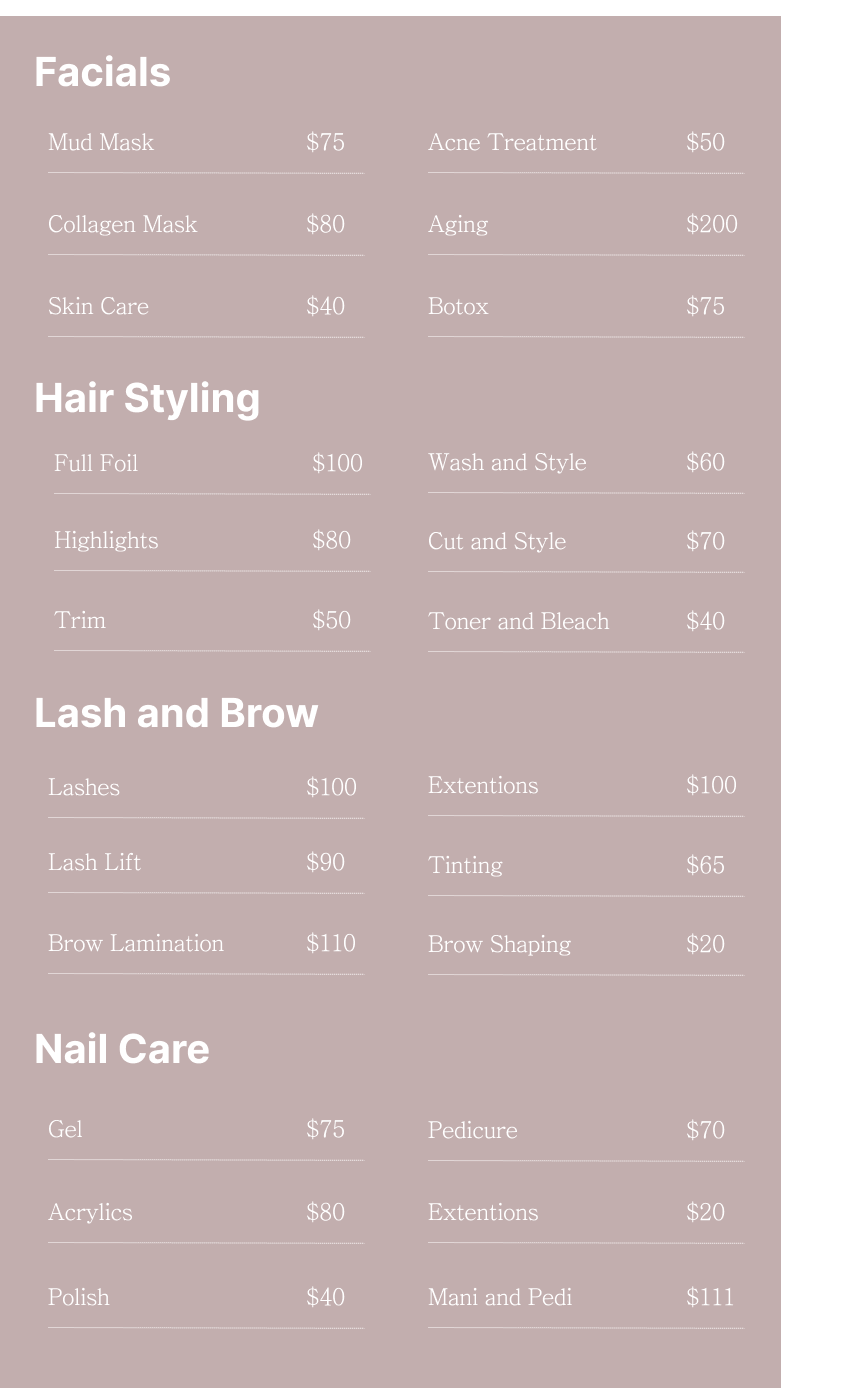 Facials
Mud Mask $75 Acne Treatment $50
Collagen Mask $80 Aging $200
Skin Care $40 Botox $75
Hair Styling
Full Foil $100 Wash and Style $60
Highlights $80 Cut and Style $70
Trim $50 Toner and Bleach $40
Lash and Brow
Lashes $100 Extentions $100
Lash Lift $90 Tinting $65
Brow Lamination $110 Brow Shaping $20
Nail Care
Gel $75 Pedicure $70
Acrylics $80 Extentions $20
Polish $40 Mani and Pedi $111